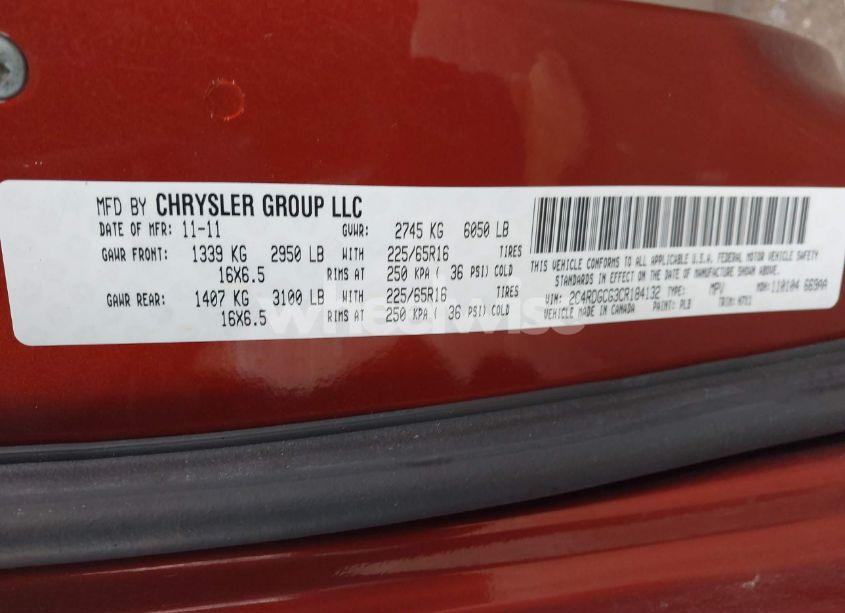 MFD BY CHRYSLER GROUP LLC
DATE OF MFR: 11-11 GVWR: 2745 KG 6050 LB
GAWR FRONT: 1339 KG 2950 LB WITH 225/65R16 TIRES
16X6.5 RIMS AT 250 KPA ( 36 PSI) COLD
GAWR REAR: 1407 KG 3100 LB WITH 225/65R16 TIRES
16X6.5 RIMS AT 250 KPA ( 36 PSI) COLD
THIS VEHICLE CONFORMS TO ALL APPLICABLE U.S.A. FEDERAL MOTOR VEHICLE SAFETY
STANDARDS IN EFFECT ON THE DATE OF MANUFACTURE SHOWN ABOVE.
VIN: 2C4RDGCG3CR184132 TYPE: MPV MDH: 110104 669AA
VEHICLE MADE IN CANADA PAINT: TRIM: